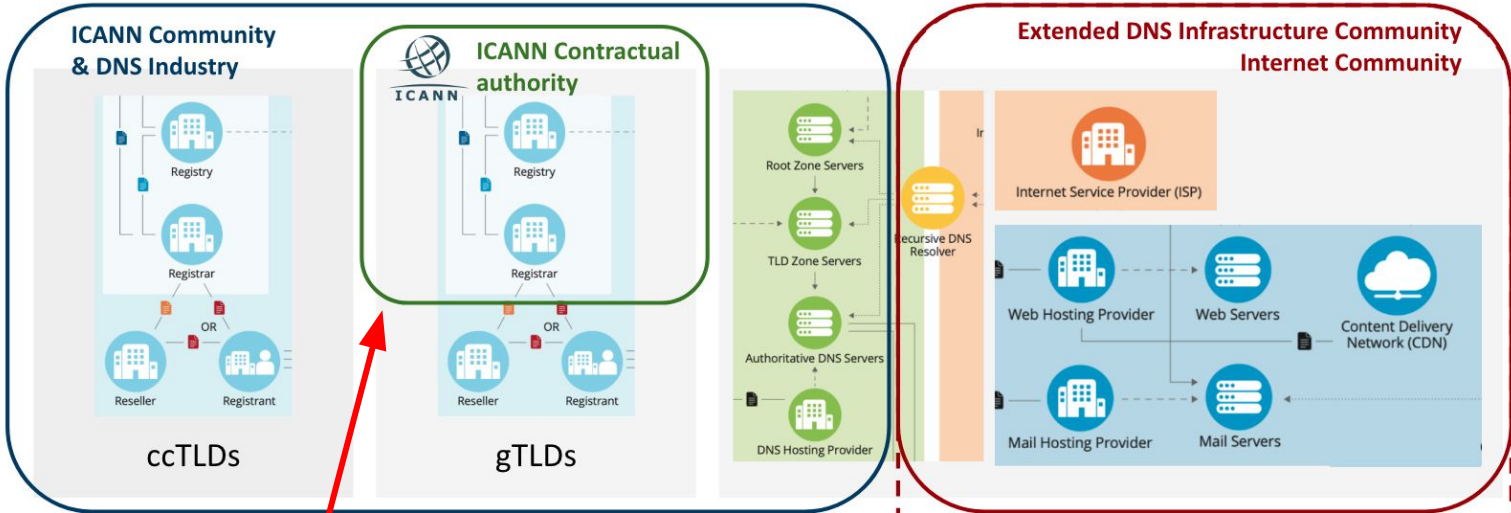 ICANN Community
& DNS Industry
ICANN
ICANN Contractual
authority
Extended DNS Infrastructure Community
Internet Community
Registry
Registrar
OR
Reseller
Registrant
ccTLDs
Registry
Registrar
OR
Reseller
Registrant
gTLDs
Root Zone Servers
TLD Zone Servers
Authoritative DNS Servers
DNS Hosting Provider
Recursive DNS
Resolver
Internet Service Provider (ISP)
Web Hosting Provider
Web Servers
Content Delivery
Network (CDN)
Mail Hosting Provider
Mail Servers